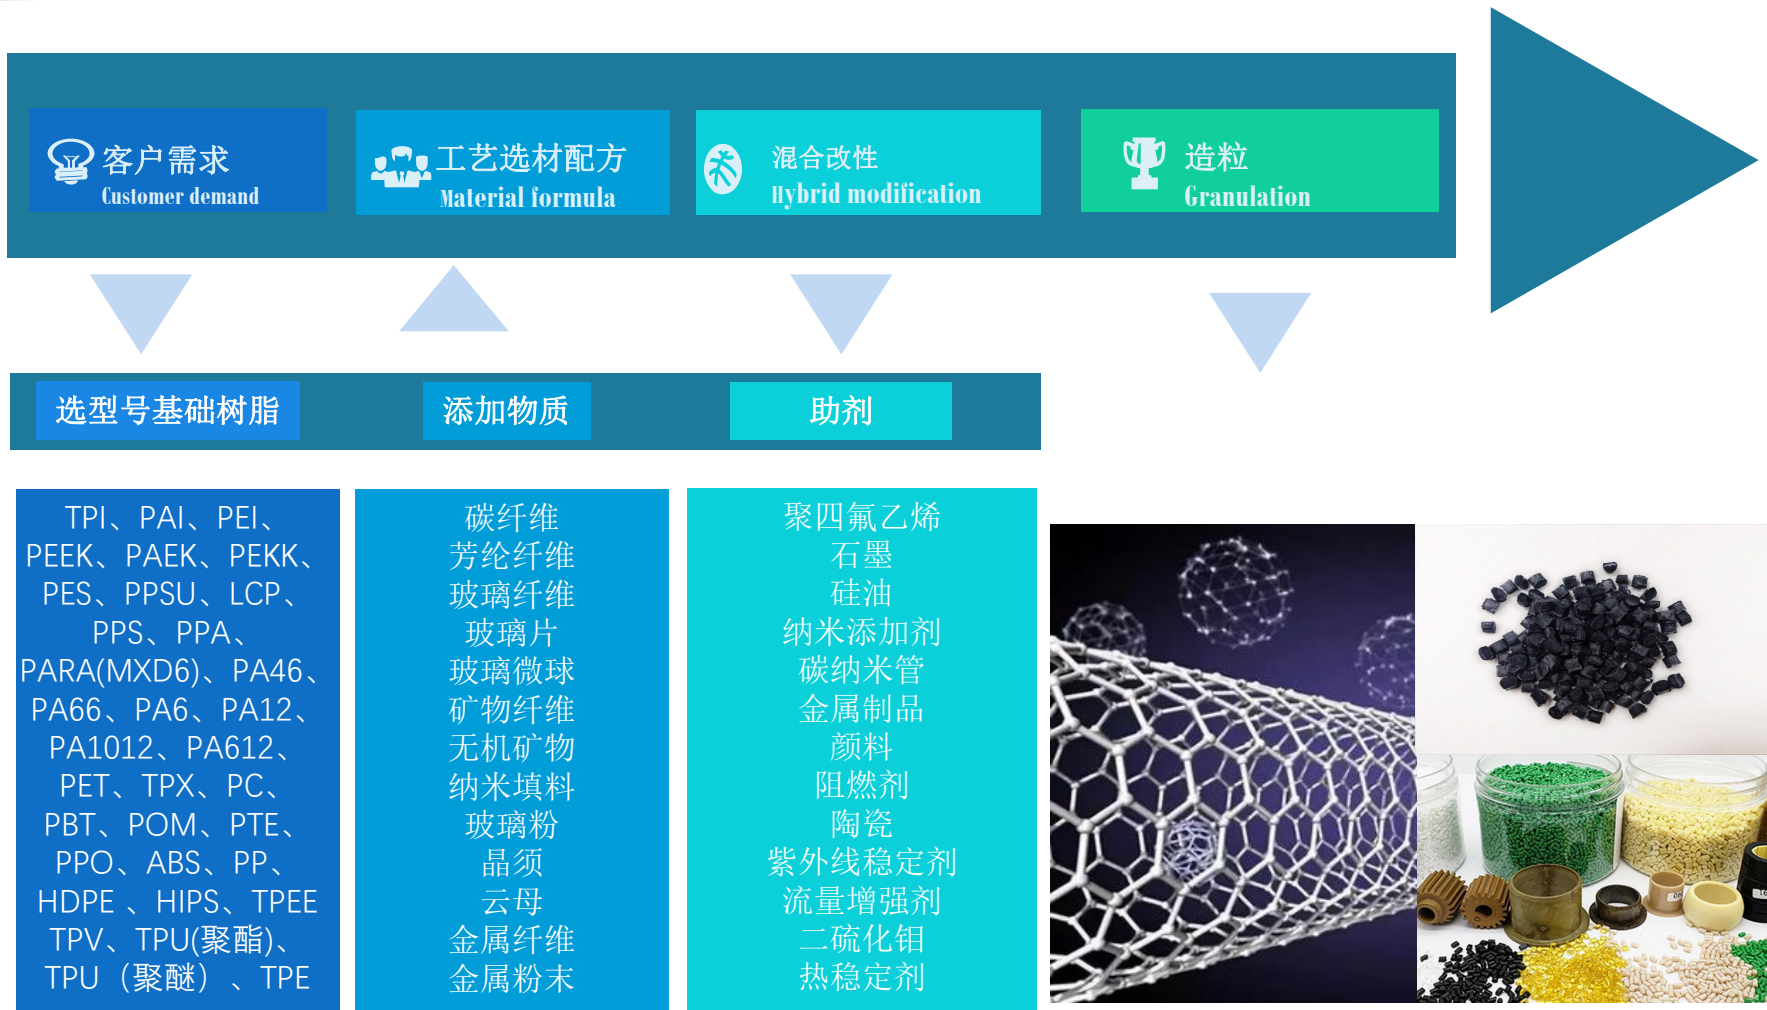 客户需求
Customer demand
工艺选材配方
Material formula
混合改性
Hybrid modification
造粒
Granulation
选型号基础树脂
添加物质
助剂
TPI、PAI、PEI、
PEEK、PAEK、PEKK、
PES、PPSU、LCP、
PPS、PPA、
PARA(MXD6)、PA46、
PA66、PA6、PA12、
PA1012、PA612、
PET、TPX、PC、
PBT、POM、PTE、
PPO、ABS、PP、
HDPE 、HIPS、TPEE
TPV、TPU(聚酯)、
TPU（聚醚）、TPE
碳纤维
芳纶纤维
玻璃纤维
玻璃片
玻璃微球
矿物纤维
无机矿物
纳米填料
玻璃粉
晶须
云母
金属纤维
金属粉末
聚四氟乙烯
石墨
硅油
纳米添加剂
碳纳米管
金属制品
颜料
阻燃剂
陶瓷
紫外线稳定剂
流量增强剂
二硫化钼
热稳定剂